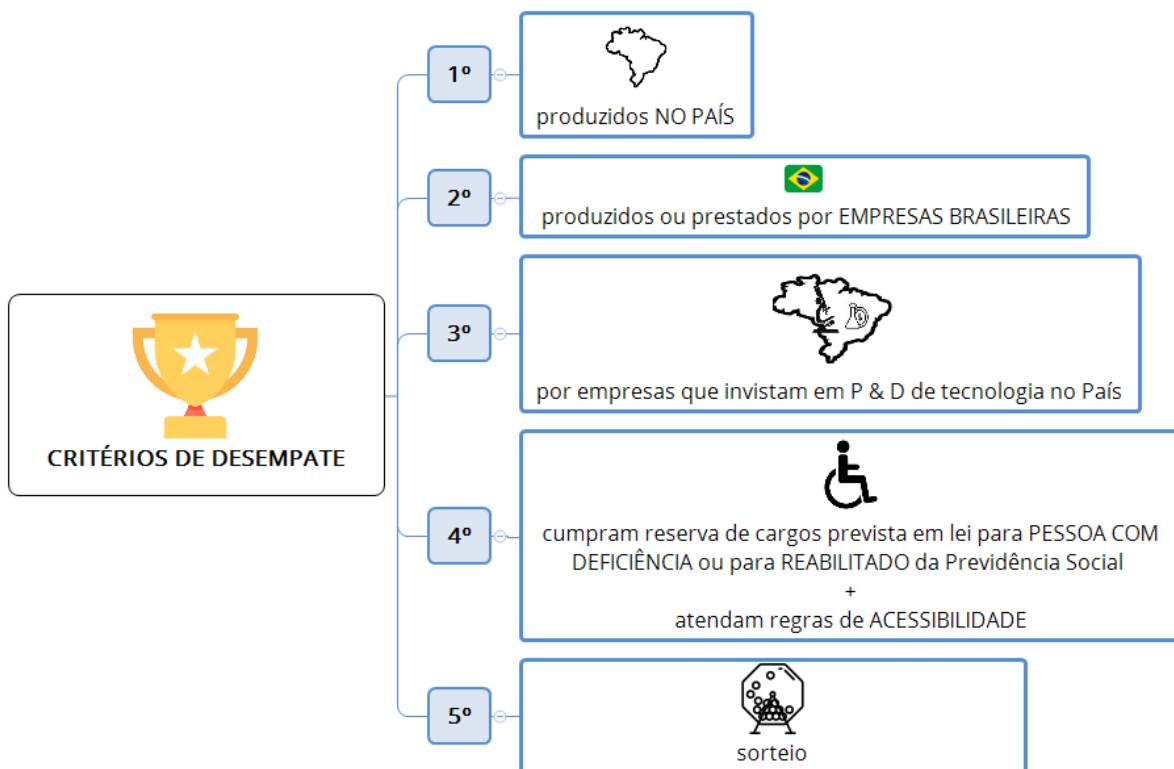 CRITÉRIOS DE DESEMPATE
1º
produzidos NO PAÍS
2º
produzidos ou prestados por EMPRESAS BRASILEIRAS
3º
por empresas que invistam em P & D de tecnologia no País
4º
cumpram reserva de cargos prevista em lei para PESSOA COM
DEFICIÊNCIA ou para REABILITADO da Previdência Social
+
atendam regras de ACESSIBILIDADE
5º
sorteio